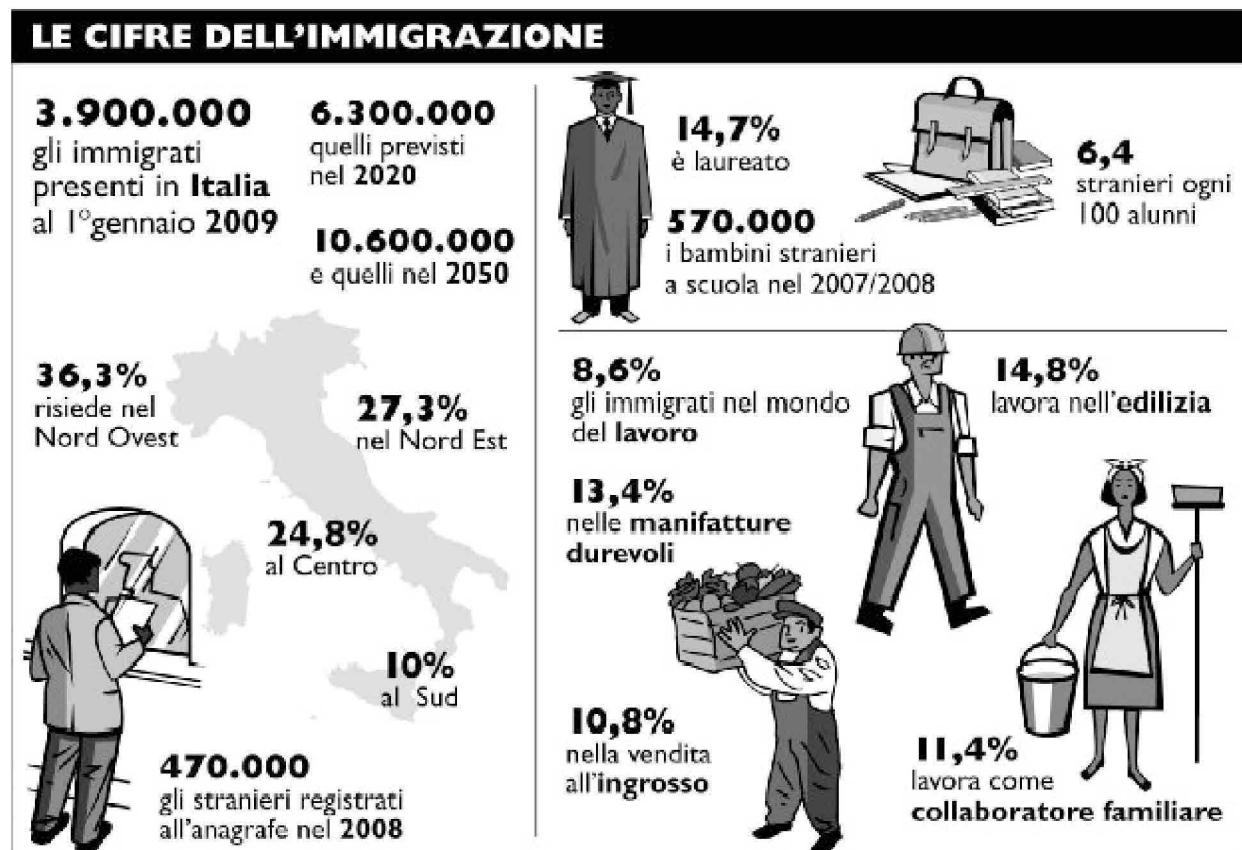 LE CIFRE DELL'IMMIGRAZIONE
3.900.000
gli immigrati
presenti in Italia
al 1°gennaio 2009
6.300.000
quelli previsti
nel 2020
10.600.000
e quelli nel 2050
36,3%
risiede nel
Nord Ovest
27,3%
nel Nord Est
24,8%
al Centro
10%
al Sud
470.000
gli stranieri registrati
all'anagrafe nel 2008
14,7%
è laureato
570.000
i bambini stranieri
a scuola nel 2007/2008
6,4
stranieri ogni
100 alunni
8,6%
gli immigrati nel mondo
del lavoro
14,8%
lavora nell'edilizia
13,4%
nelle manifatture
durevoli
10,8%
nella vendita
all'ingrosso
11,4%
lavora come
collaboratore familiare